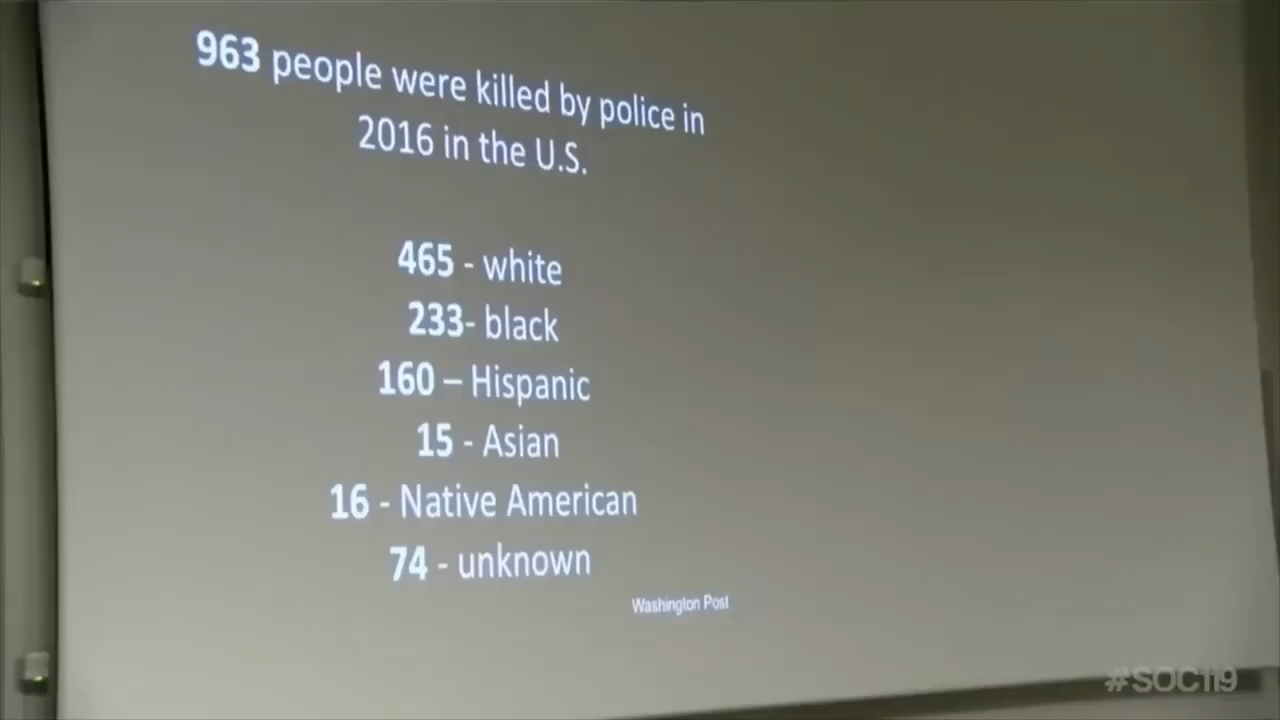 963 people were killed by police in
2016 in the U.S.
465 - white
233- black
160 – Hispanic
15 - Asian
16 - Native American
74 - unknown
Washington Post
#SOC119